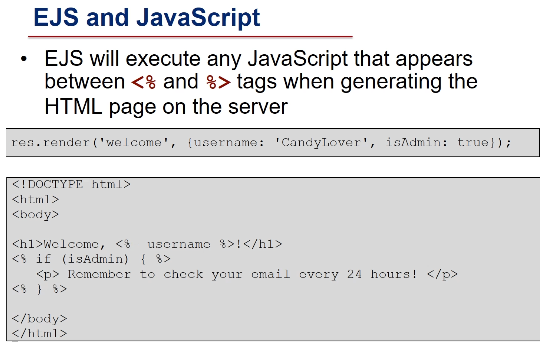 EJS and JavaScript
• EJS will execute any JavaScript that appears
between <% and %> tags when generating the
HTML page on the server
res.render('welcome', {username: 'CandyLover', isAdmin: true});
<!DOCTYPE html>
<html>
<body>
<h1>Welcome, <% username %>!</h1>
<% if (isAdmin) { %>
<p> Remember to check your email every 24 hours! </p>
<% } %>
</body>
</html>